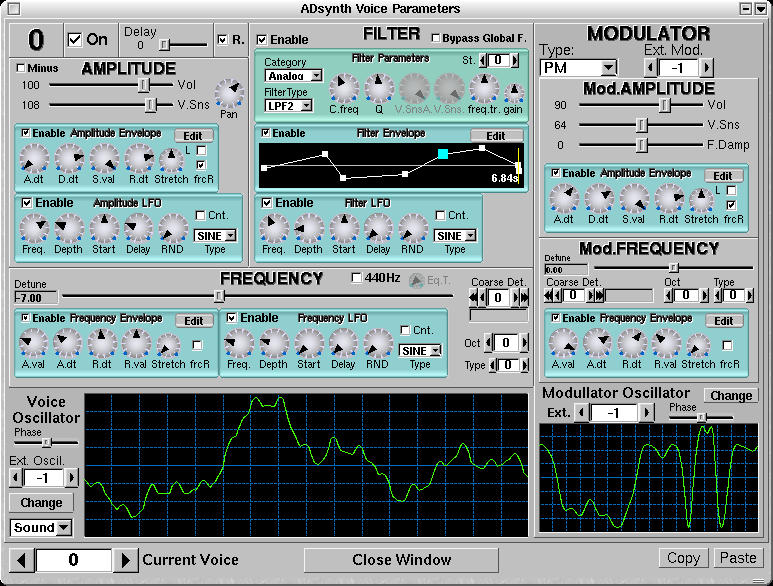 ADsynth Voice Parameters
0 On Delay 0 R.
Minus AMPLITUDE
100 Vol
108 V.Sns
Pan
Enable Amplitude Envelope Edit
L
A.dt D.dt S.val R.dt Stretch frcR
Enable Amplitude LFO
Cnt.
SINE
Freq. Depth Start Delay RND Type
Enable FILTER Bypass Global F.
Category Filter Parameters St. 0
Analog
FilterType
LPF2
C.freq Q V.SnsA. V.Sns. freq.tr. gain
Enable Filter Envelope Edit
6.84s
Enable Filter LFO
Cnt.
SINE
Freq. Depth Start Delay RND Type
MODULATOR
Type: Ext. Mod.
PM -1
Mod.AMPLITUDE
90 Vol
64 V.Sns
0 F.Damp
Enable Amplitude Envelope Edit
L
A.dt D.dt S.val R.dt Stretch frcR
Mod.FREQUENCY
Detune
0.00
Coarse Det. Oct Type
0 0 0
Enable Frequency Envelope Edit
A.val A.dt R.dt R.val Stretch frcR
FREQUENCY 440Hz Eq.T.
Detune
-7.00
Coarse Det.
0
Oct 0
Type 0
Enable Frequency Envelope Edit
A.val A.dt R.dt R.val Stretch frcR
Enable Frequency LFO
Cnt.
SINE
Freq. Depth Start Delay RND Type
Voice
Oscillator
Phase
Ext. Oscil.
-1
Change
Sound
Modullator Oscillator
Change
Ext. -1 Phase
0 Current Voice Close Window Copy Paste